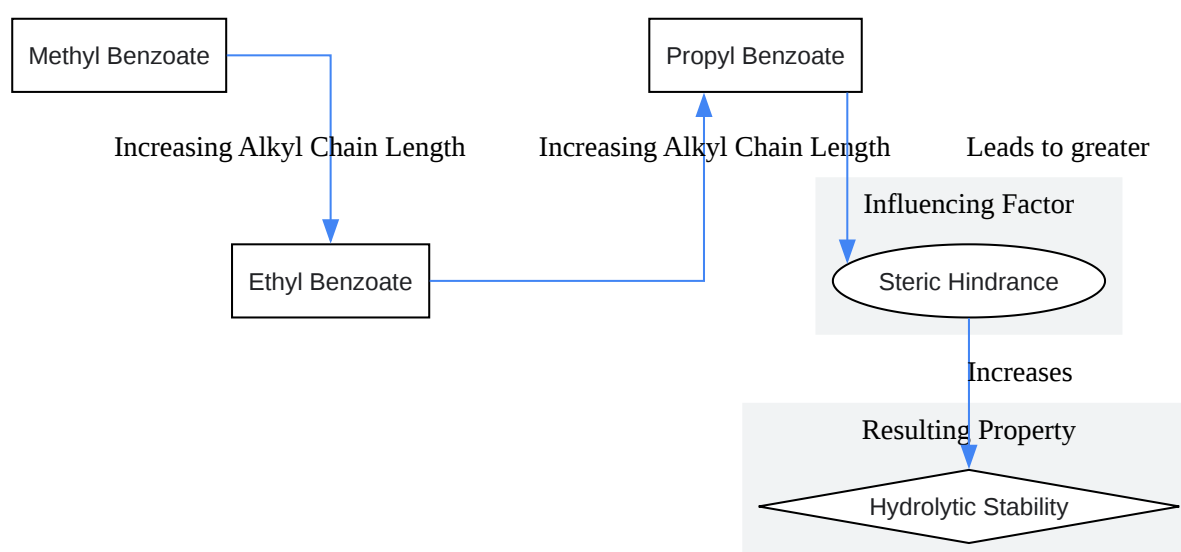 Methyl Benzoate
Propyl Benzoate
Increasing Alkyl Chain Length
Increasing Alkyl Chain Length
Leads to greater
Influencing Factor
Ethyl Benzoate
Steric Hindrance
Increases
Resulting Property
Hydrolytic Stability